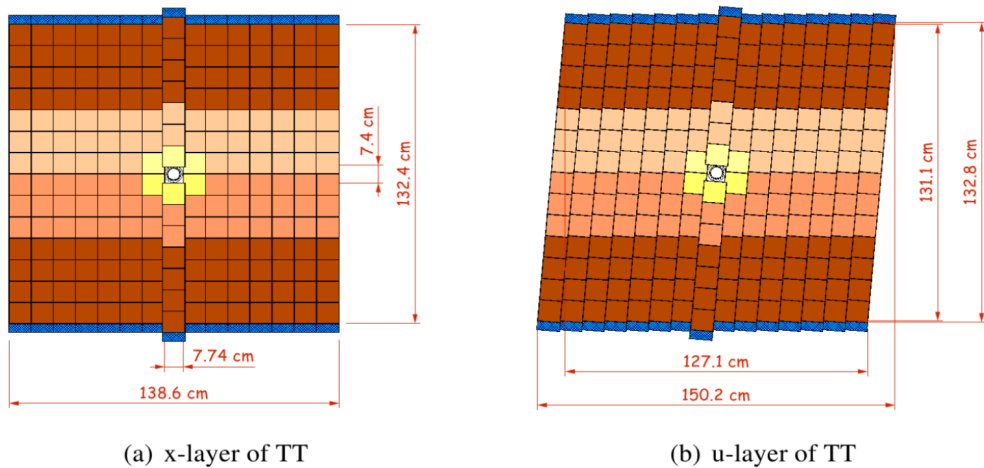 7.4 cm
132.4 cm
7.74 cm
138.6 cm
131.1 cm
132.8 cm
127.1 cm
150.2 cm
(a) x-layer of TT
(b) u-layer of TT